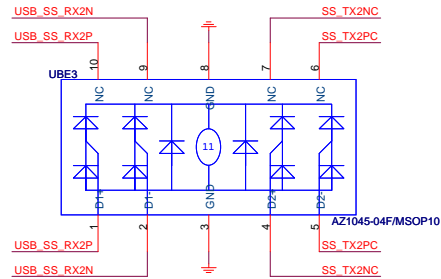 USB_SS_RX2N
SS_TX2NC
USB_SS_RX2P
SS_TX2PC
10
9
8
7
6
UBE3
NC
NC
GND
NC
NC
11
D1+
D1-
GND
D2+
D2-
AZ1045-04F/MSOP10
1
2
3
4
5
USB_SS_RX2P
SS_TX2PC
USB_SS_RX2N
SS_TX2NC